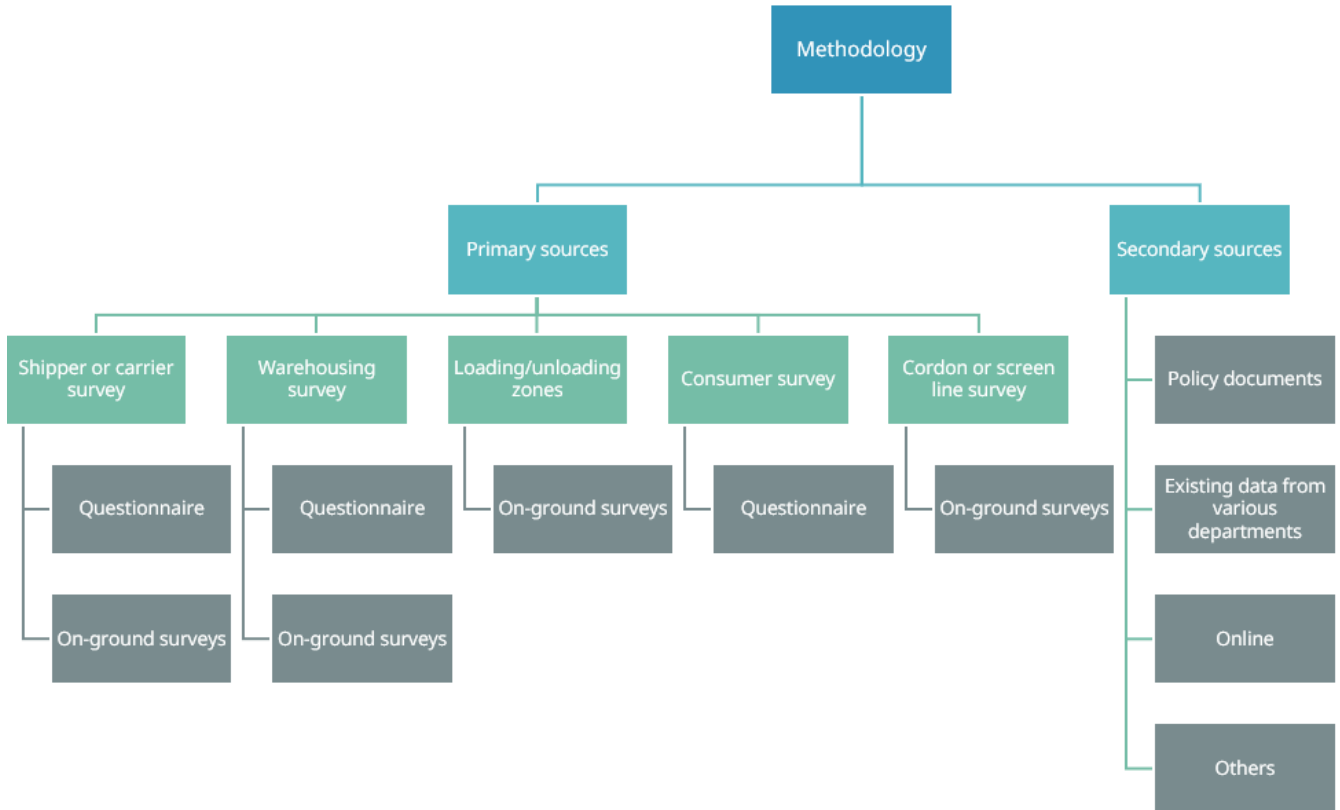 Methodology
Primary sources
Secondary sources
Shipper or carrier
survey
Warehousing
survey
Loading/unloading
zones
Consumer survey
Cordon or screen
line survey
Policy documents
Questionnaire
Questionnaire
On-ground surveys
Questionnaire
On-ground surveys
Existing data from
various
departments
On-ground surveys
On-ground surveys
Online
Others